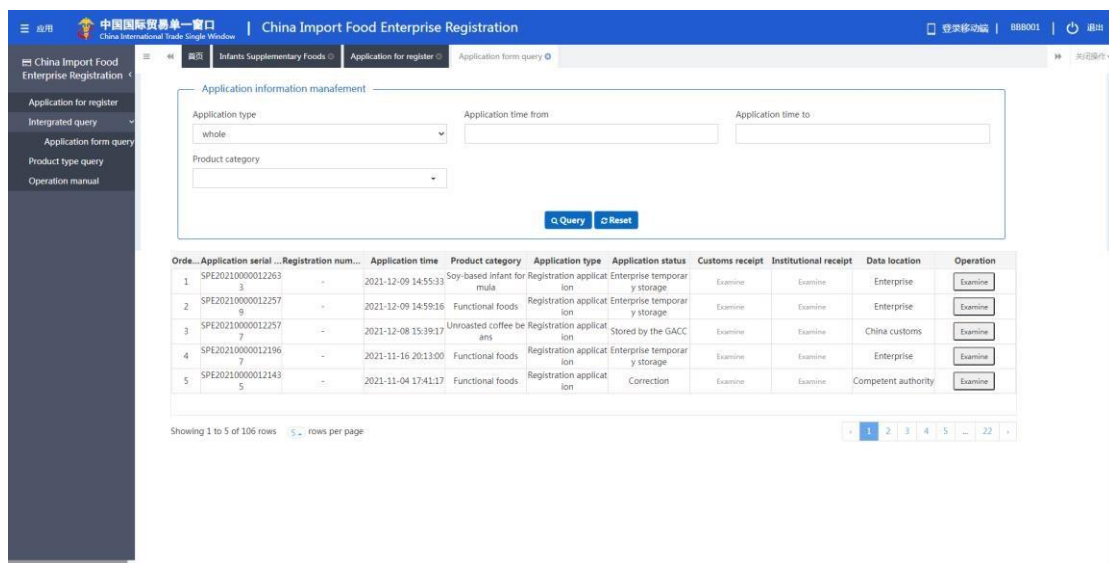 ☰ 应用
中国国际贸易单一窗口
China International Trade Single Window
China Import Food Enterprise Registration
登录移动端
888001
退出
China Import Food
Enterprise Registration
Application for register
Intergrated query
Application form query
Product type query
Operation manual
首页 Infants Supplementary Foods Application for register Application form query 关闭操作
Application information manafement
Application type Application time from Application time to
whole
Product category
Query Reset
Orde... Application serial ... Registration num... Application time Product category Application type Application status Customs receipt Institutional receipt Data location Operation
1 SPE20210000012263 - 2021-12-09 14:55:33 Soy-based infant for Registration applicat Enterprise temporar Examine Examine Enterprise Examine
3 mula ion y storage
2 SPE20210000012257 - 2021-12-09 14:59:16 Functional foods Registration applicat Enterprise temporar Examine Examine Enterprise Examine
9 ion y storage
3 SPE20210000012257 - 2021-12-08 15:39:17 Unroasted coffee be Registration applicat Stored by the GACC Examine Examine China customs Examine
7 ans ion
4 SPE20210000012196 - 2021-11-16 20:13:00 Functional foods Registration applicat Enterprise temporar Examine Examine Enterprise Examine
7 ion y storage
5 SPE20210000012143 - 2021-11-04 17:41:17 Functional foods Registration applicat Correction Examine Examine Competent authority Examine
5 ion
Showing 1 to 5 of 106 rows 5 rows per page
‹ 1 2 3 4 5 ... 22 ›